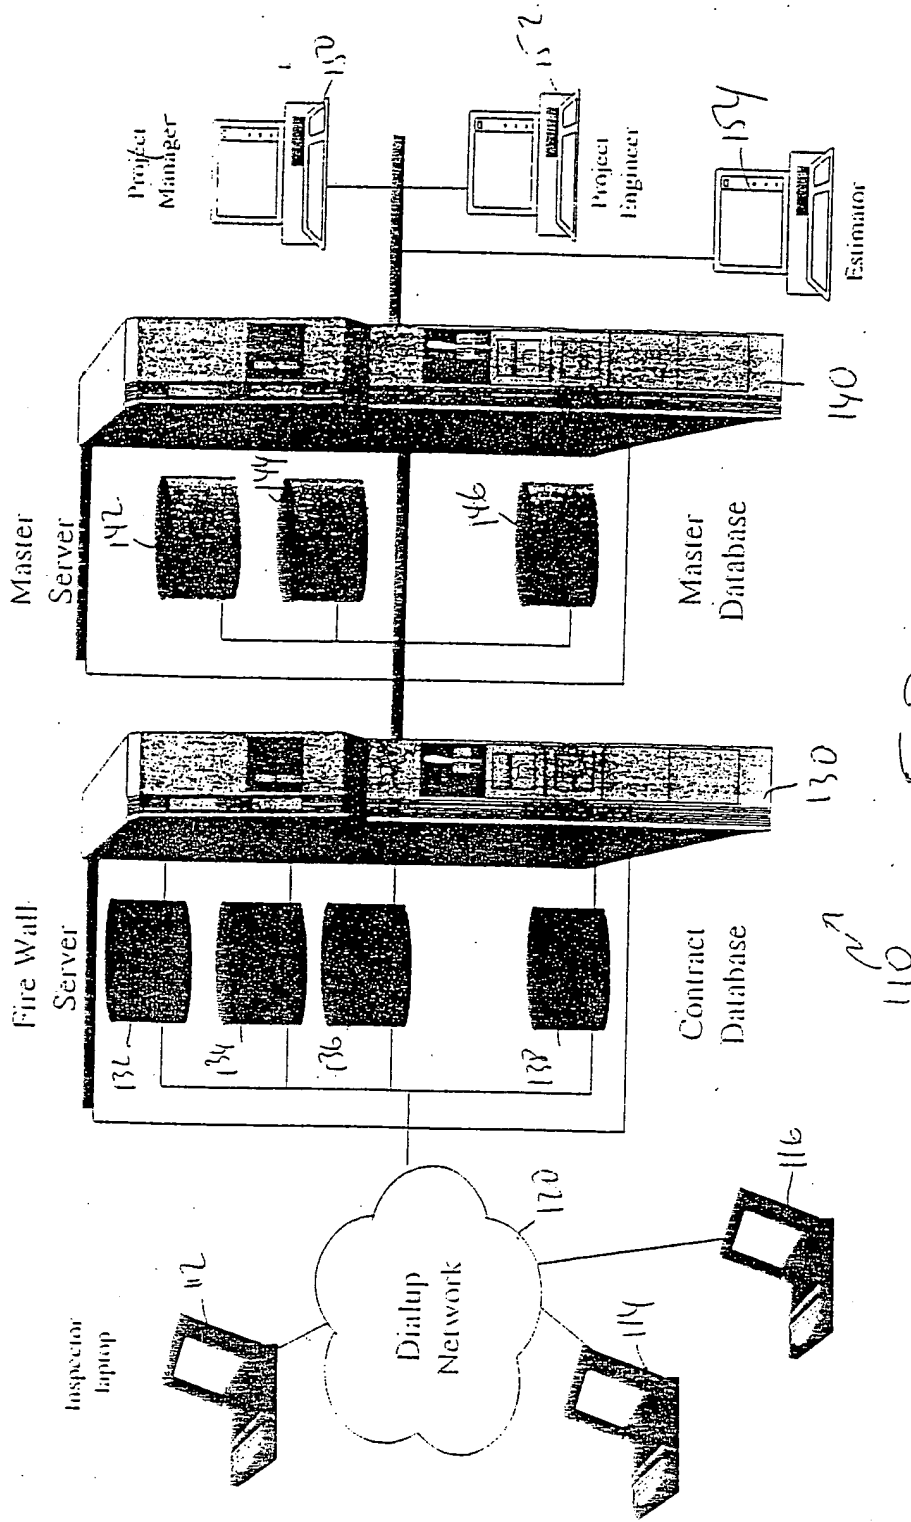 Inspector
laptop
112
Dialup
Network
120
114
116
Fire Wall
Server
132
134
136
138
Contract
Database
130
110
Master
Server
142
144
146
Master
Database
140
Project
Manager
150
152
Project
Engineer
154
Estimator